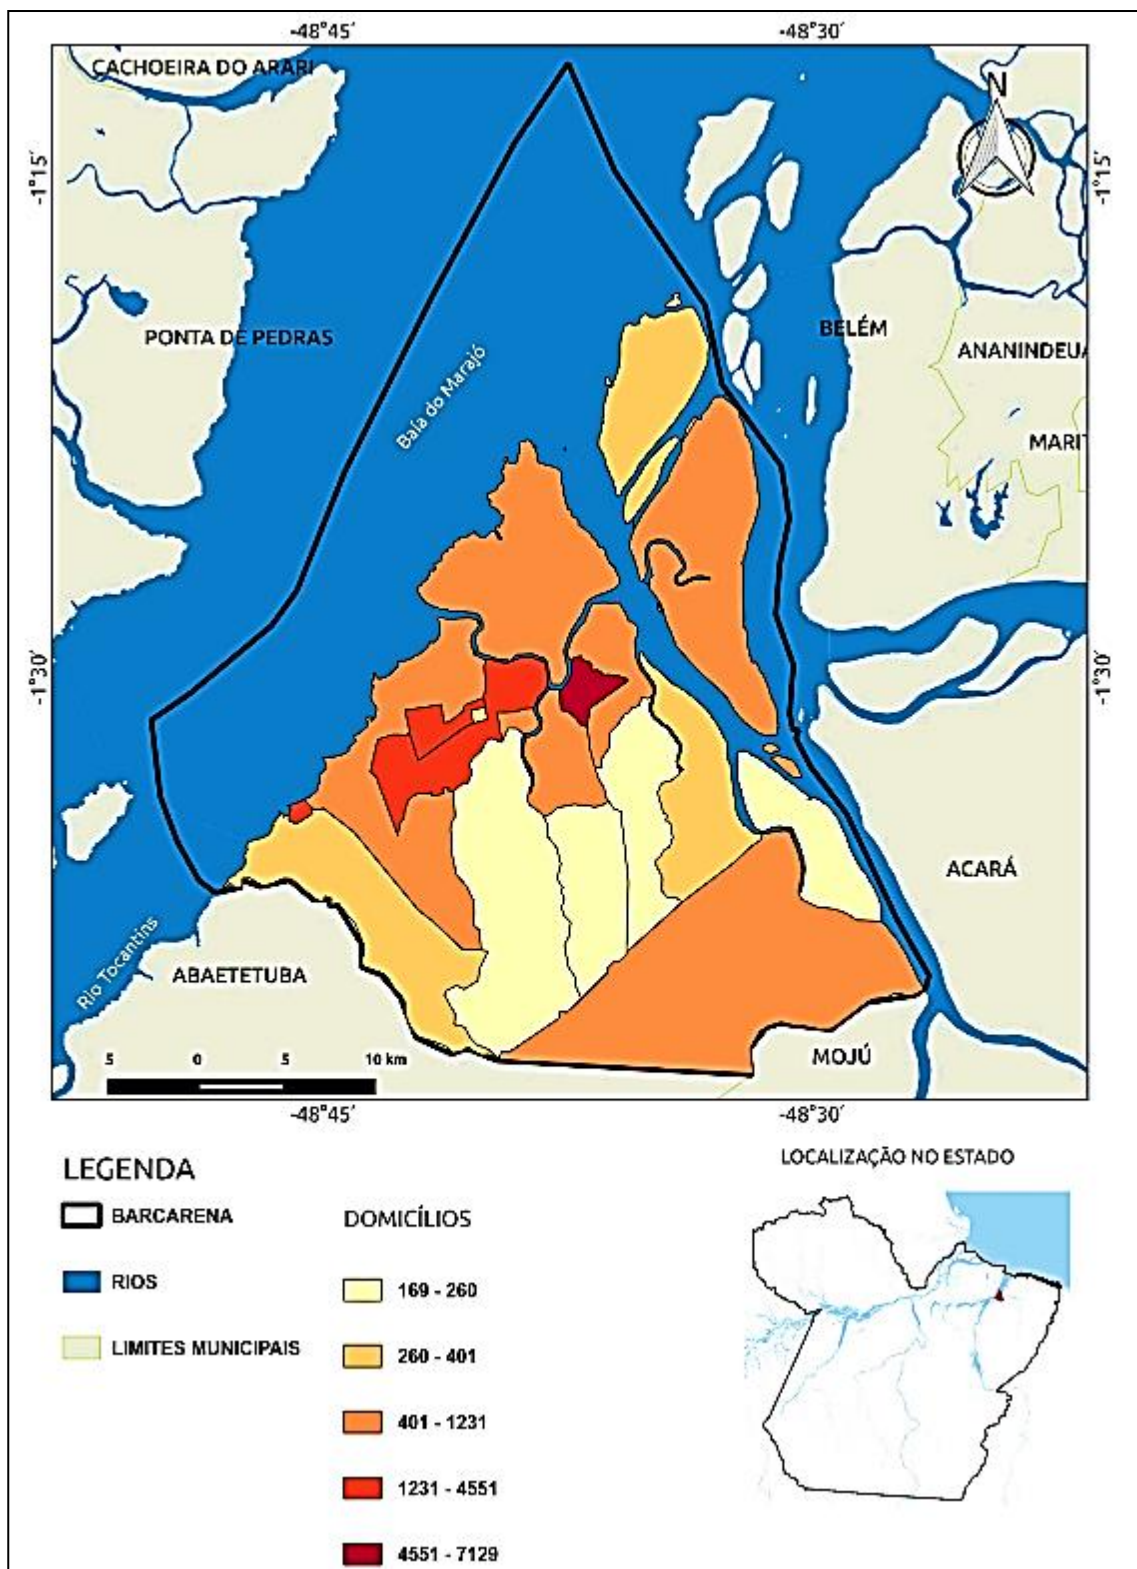 -48°45′ -48°30′
CACHOEIRA DO ARARI
N
-1°15′ -1°15′
PONTA DE PEDRAS
BELÉM
ANANINDEUA
Baía do Marajó
MARIT
-1°30′ -1°30′
ACARÁ
Rio Tocantins
ABAETETUBA
MOJÚ
5 0 5 10 km
-48°45′ -48°30′
LEGENDA
BARCARENA
RIOS
LIMITES MUNICIPAIS
DOMICÍLIOS
169 - 260
260 - 401
401 - 1231
1231 - 4551
4551 - 7129
LOCALIZAÇÃO NO ESTADO